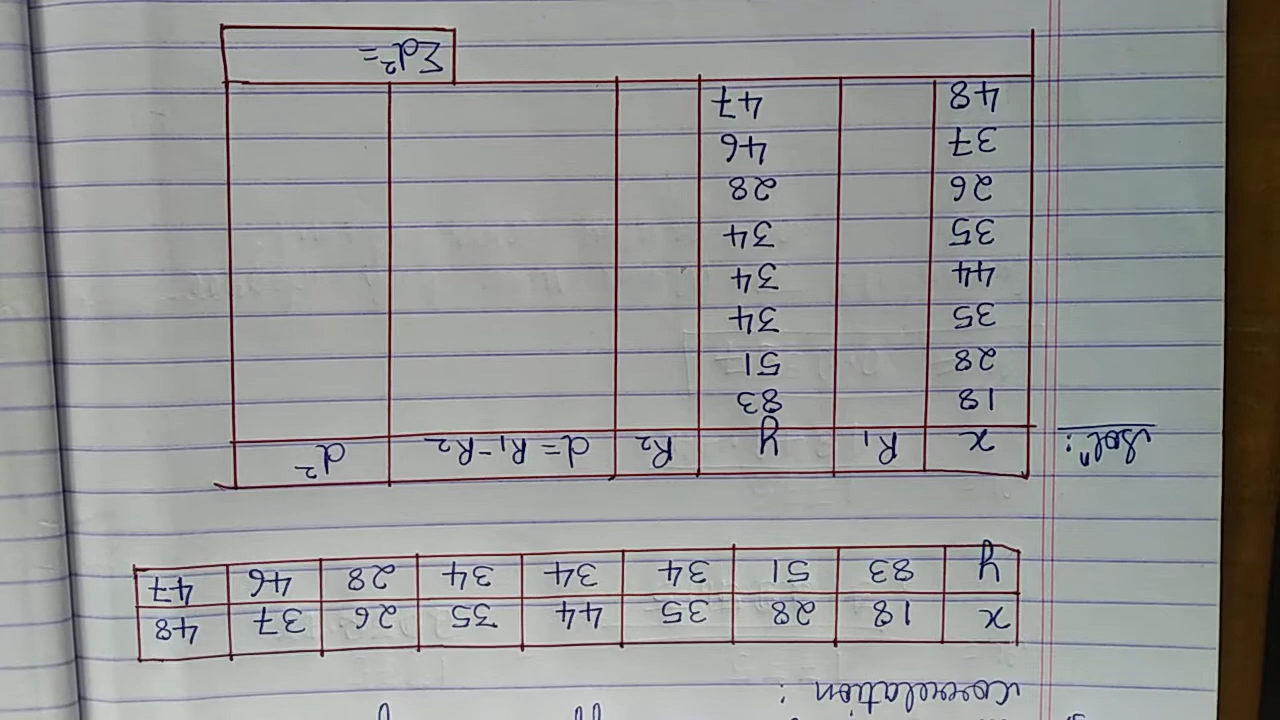 Correlation :
x 18 28 35 44 35 26 37 48
y 83 51 34 34 34 28 46 47
Solⁿ:
x R₁ y R₂ d=R₁-R₂ d²
18 83
28 51
35 34
44 34
35 34
26 28
37 46
48 47
Σd²=